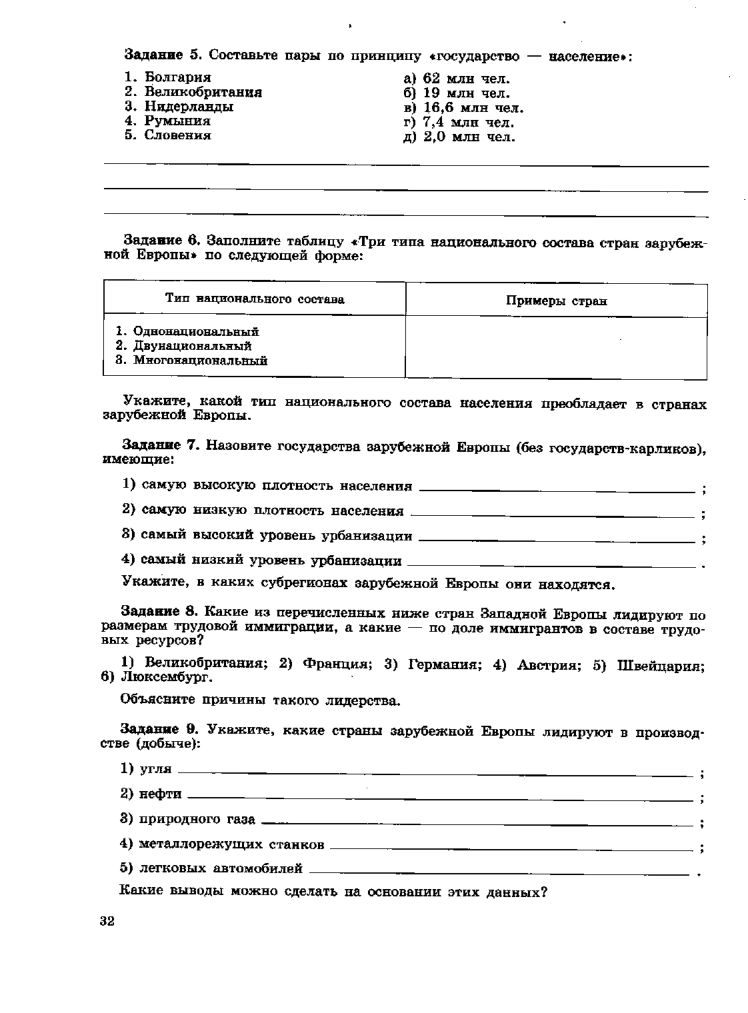 Задание 5. Составьте пары по принципу «государство — население»:
1. Болгария а) 62 млн чел.
2. Великобритания б) 19 млн чел.
3. Нидерланды в) 16,6 млн чел.
4. Румыния г) 7,4 млн чел.
5. Словения д) 2,0 млн чел.
Задание 6. Заполните таблицу «Три типа национального состава стран зарубеж-
ной Европы» по следующей форме:
Тип национального состава Примеры стран
1. Однонациональный
2. Двунациональный
3. Многонациональный
Укажите, какой тип национального состава населения преобладает в странах
зарубежной Европы.
Задание 7. Назовите государства зарубежной Европы (без государств-карликов),
имеющие:
1) самую высокую плотность населения ;
2) самую низкую плотность населения ;
3) самый высокий уровень урбанизации ;
4) самый низкий уровень урбанизации .
Укажите, в каких субрегионах зарубежной Европы они находятся.
Задание 8. Какие из перечисленных ниже стран Западной Европы лидируют по
размерам трудовой иммиграции, а какие — по доле иммигрантов в составе трудо-
вых ресурсов?
1) Великобритания; 2) Франция; 3) Германия; 4) Австрия; 5) Швейцария;
6) Люксембург.
Объясните причины такого лидерства.
Задание 9. Укажите, какие страны зарубежной Европы лидируют в производ-
стве (добыче):
1) угля ;
2) нефти ;
3) природного газа ;
4) металлорежущих станков ;
5) легковых автомобилей .
Какие выводы можно сделать на основании этих данных?
32